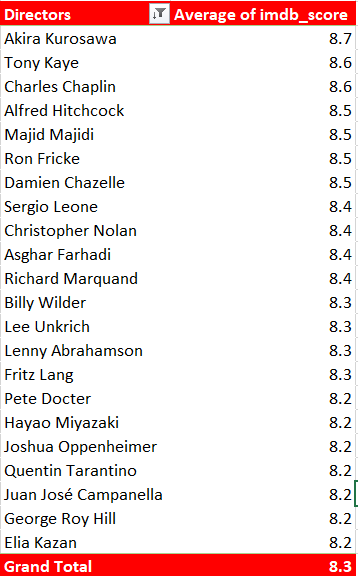 Directors Average of imdb_score
Akira Kurosawa 8.7
Tony Kaye 8.6
Charles Chaplin 8.6
Alfred Hitchcock 8.5
Majid Majidi 8.5
Ron Fricke 8.5
Damien Chazelle 8.5
Sergio Leone 8.4
Christopher Nolan 8.4
Asghar Farhadi 8.4
Richard Marquand 8.4
Billy Wilder 8.3
Lee Unkrich 8.3
Lenny Abrahamson 8.3
Fritz Lang 8.3
Pete Docter 8.2
Hayao Miyazaki 8.2
Joshua Oppenheimer 8.2
Quentin Tarantino 8.2
Juan José Campanella 8.2
George Roy Hill 8.2
Elia Kazan 8.2
Grand Total 8.3